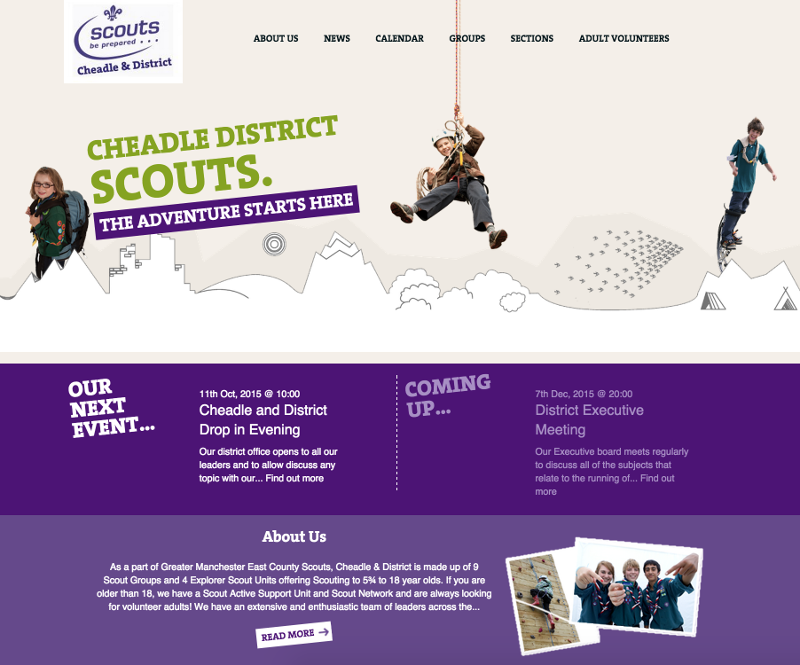 scouts
be prepared . . .
Cheadle & District
ABOUT US NEWS CALENDAR GROUPS SECTIONS ADULT VOLUNTEERS
CHEADLE DISTRICT
SCOUTS.
THE ADVENTURE STARTS HERE
OUR
NEXT
EVENT...
11th Oct, 2015 @ 10:00
Cheadle and District
Drop in Evening
Our district office opens to all our
leaders and to allow discuss any
topic with our... Find out more
COMING
UP...
7th Dec, 2015 @ 20:00
District Executive
Meeting
Our Executive board meets regularly
to discuss all of the subjects that
relate to the running of... Find out
more
About Us
As a part of Greater Manchester East County Scouts, Cheadle & District is made up of 9
Scout Groups and 4 Explorer Scout Units offering Scouting to 5¾ to 18 year olds. If you are
older than 18, we have a Scout Active Support Unit and Scout Network and are always looking
for volunteer adults! We have an extensive and enthusiastic team of leaders across the...
READ MORE